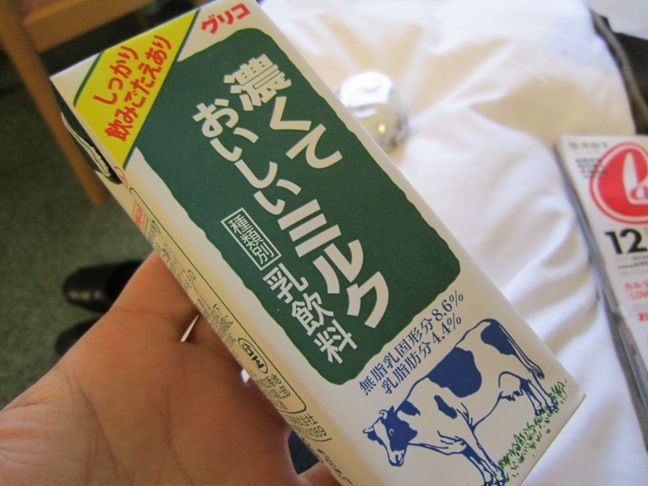 グリコ
しっかり
飲みごたえあり
濃くて
おいしい
ミルク
種類別
乳飲料
無脂乳固形分8.6%
乳脂肪分4.4%
12